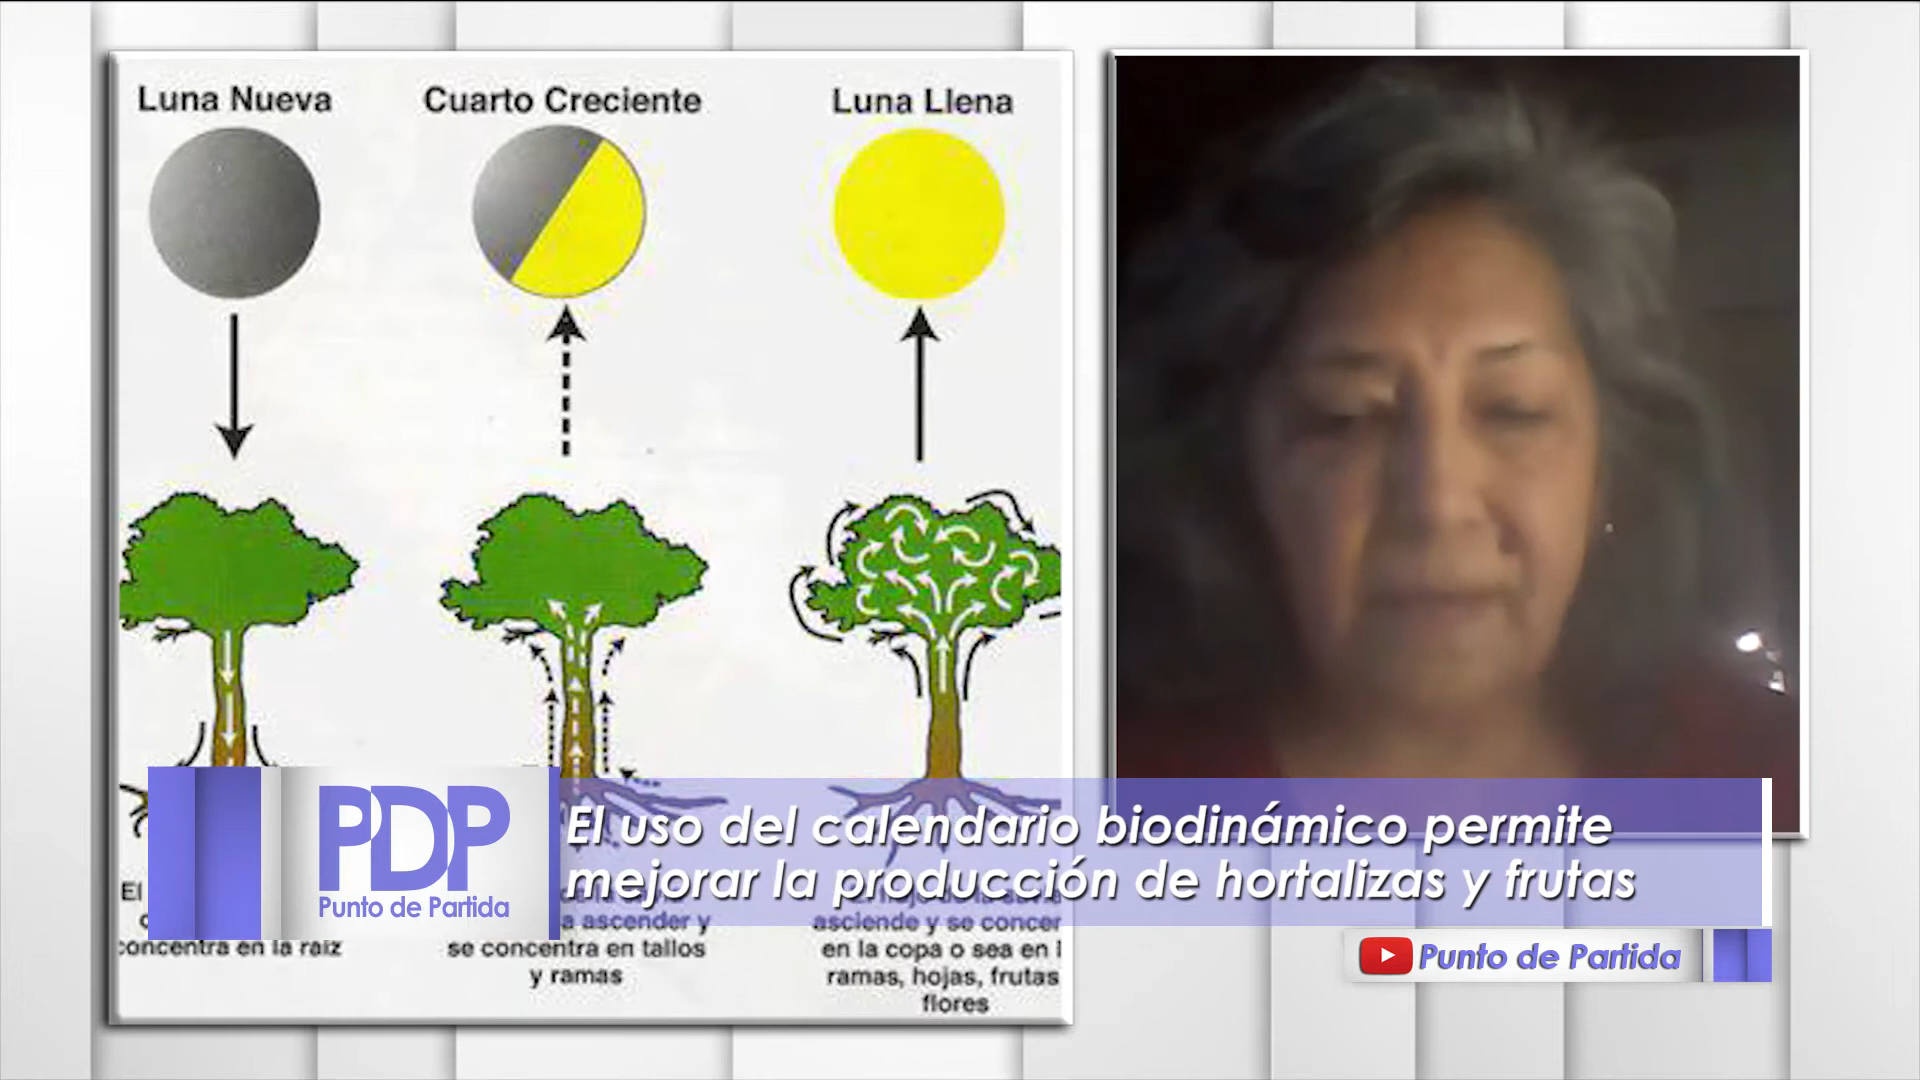 Luna Nueva
Cuarto Creciente
Luna Llena
PDP
Punto de Partida
El uso del calendario biodinámico permite
mejorar la producción de hortalizas y frutas
El
concentra en la raíz
a ascender y
se concentra en tallos
y ramas
asciende y se concen
en la copa o sea en l
ramas, hojas, frutas
flores
Punto de Partida